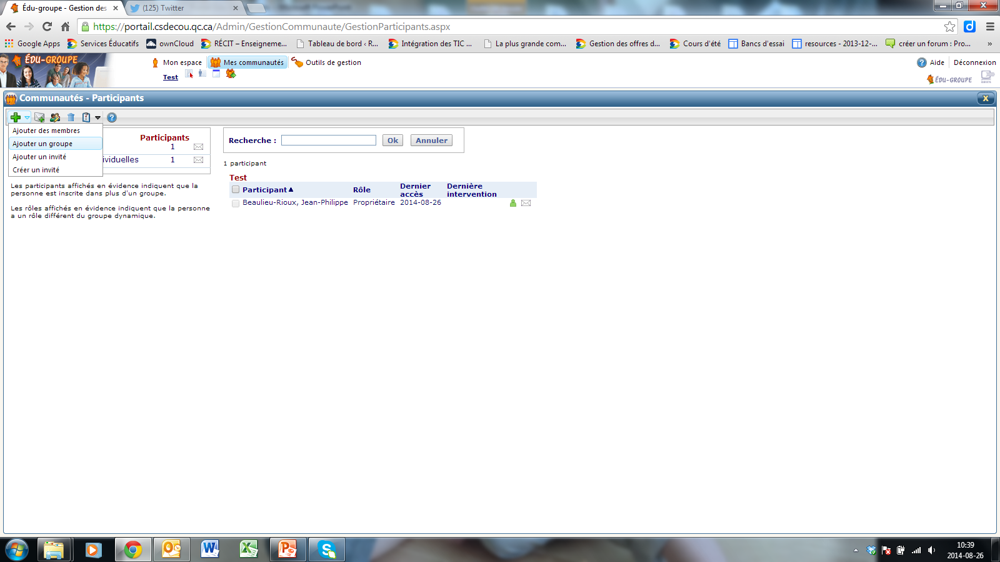 Édu-groupe - Gestion des
(125) Twitter
https://portail.csdecou.qc.ca/Admin/GestionCommunaute/GestionParticipants.aspx
Google Apps Services Éducatifs ownCloud RÉCIT – Enseigneme... Tableau de bord ‹ R... Intégration des TIC ... La plus grande com... Gestion des offres d... Cours d'été Bancs d'essai resources - 2013-12-... créer un forum : Pro... »
ÉDU-GROUPE
Mon espace Mes communautés Outils de gestion
Aide Déconnexion
Test
ÉDU-GROUPE
Communautés - Participants
X
Ajouter des membres
Ajouter un groupe
Ajouter un invité
Créer un invité
Participants
1
viduelles 1
Les participants affichés en évidence indiquent que la
personne est inscrite dans plus d'un groupe.
Les rôles affichés en évidence indiquent que la personne
a un rôle différent du groupe dynamique.
Recherche : Ok Annuler
1 participant
Test
Participant Rôle Dernier accès Dernière intervention
Beaulieu-Rioux, Jean-Philippe Propriétaire 2014-08-26
10:39
2014-08-26